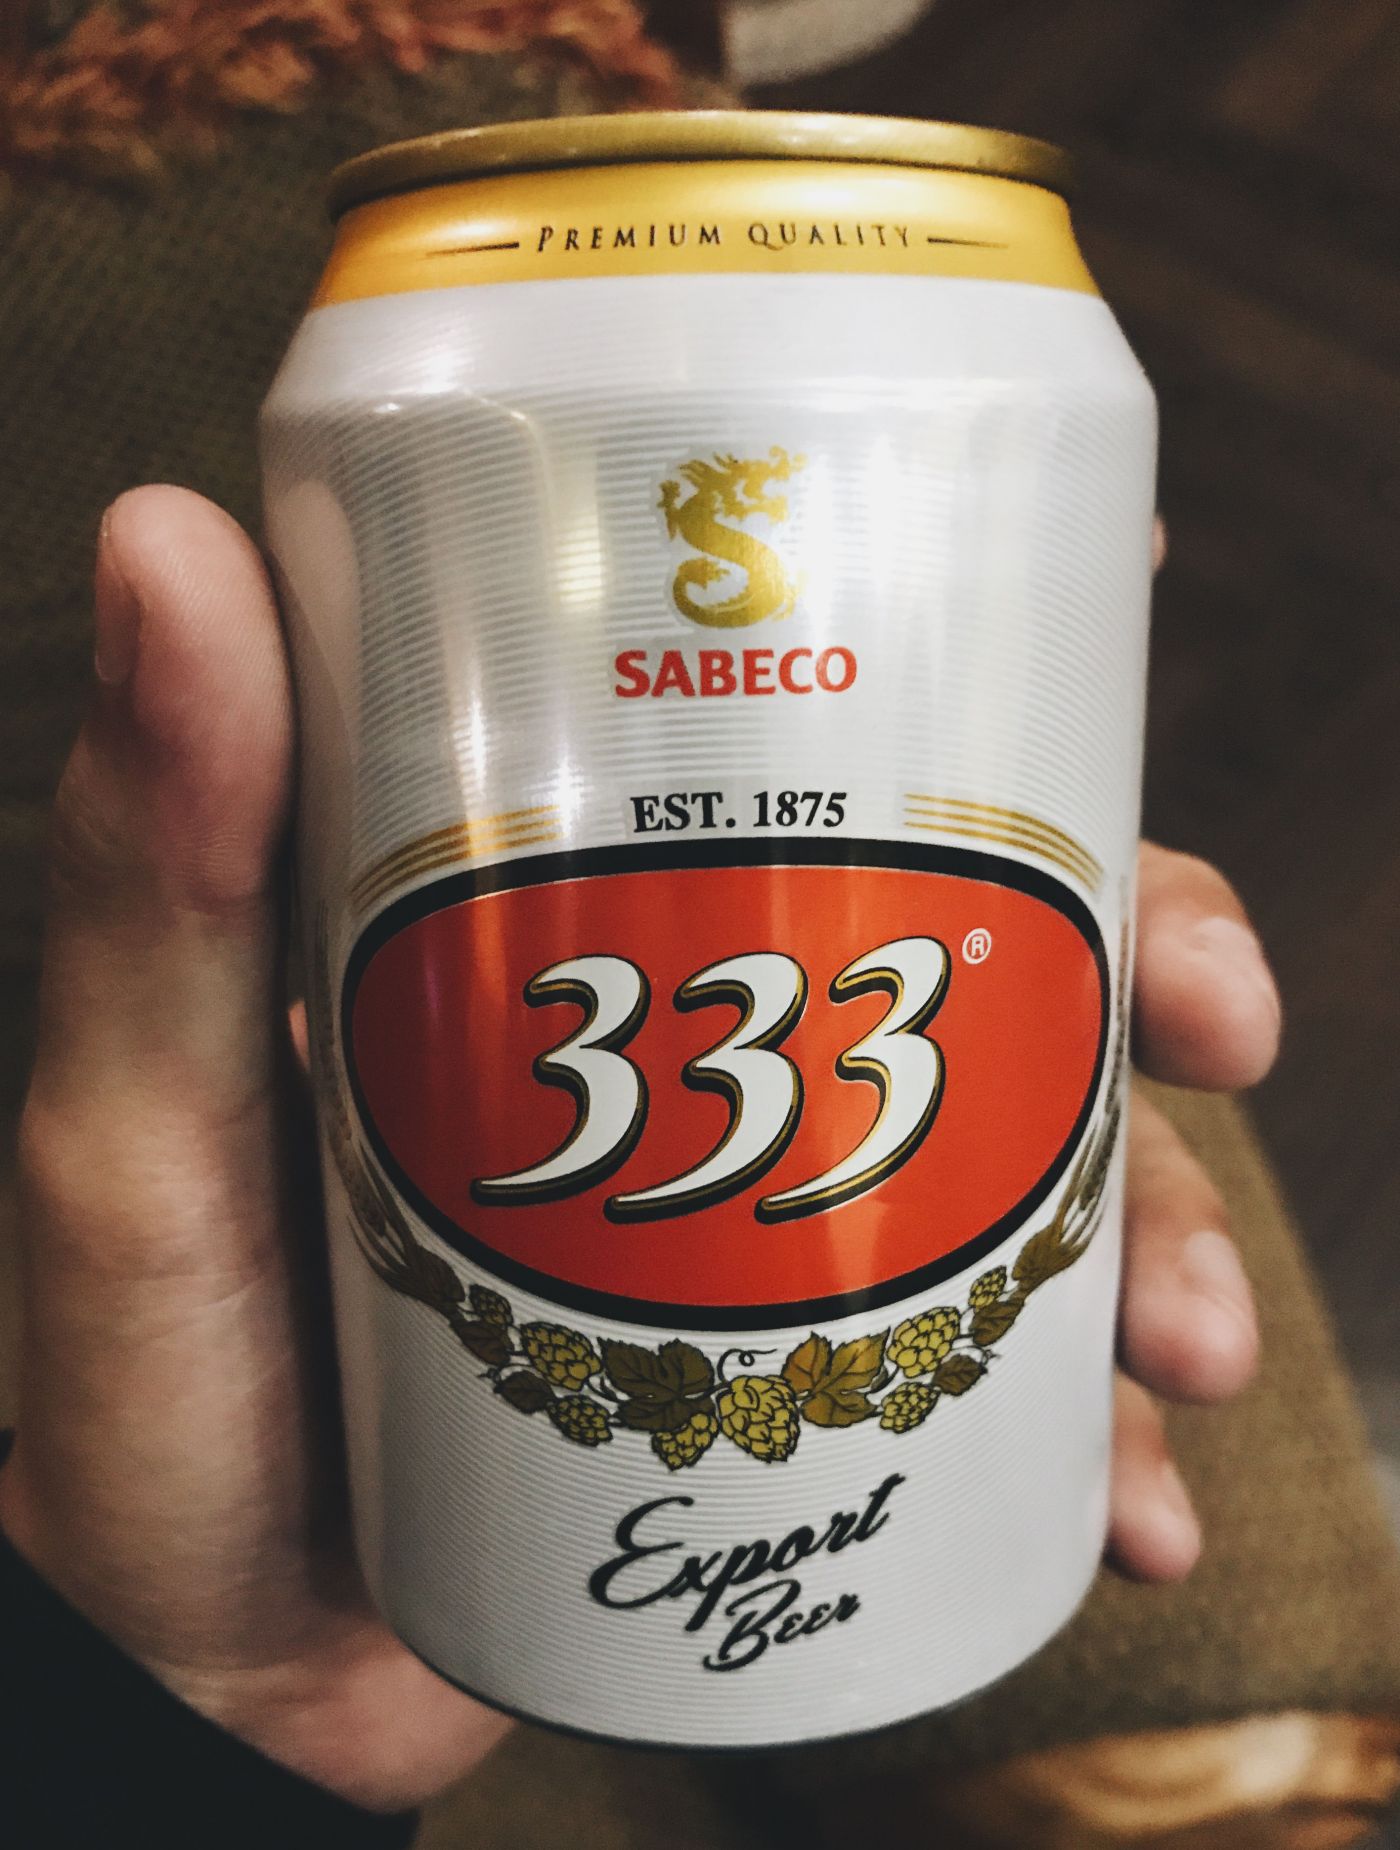 PREMIUM QUALITY
SABECO
EST. 1875
333®
Export
Beer